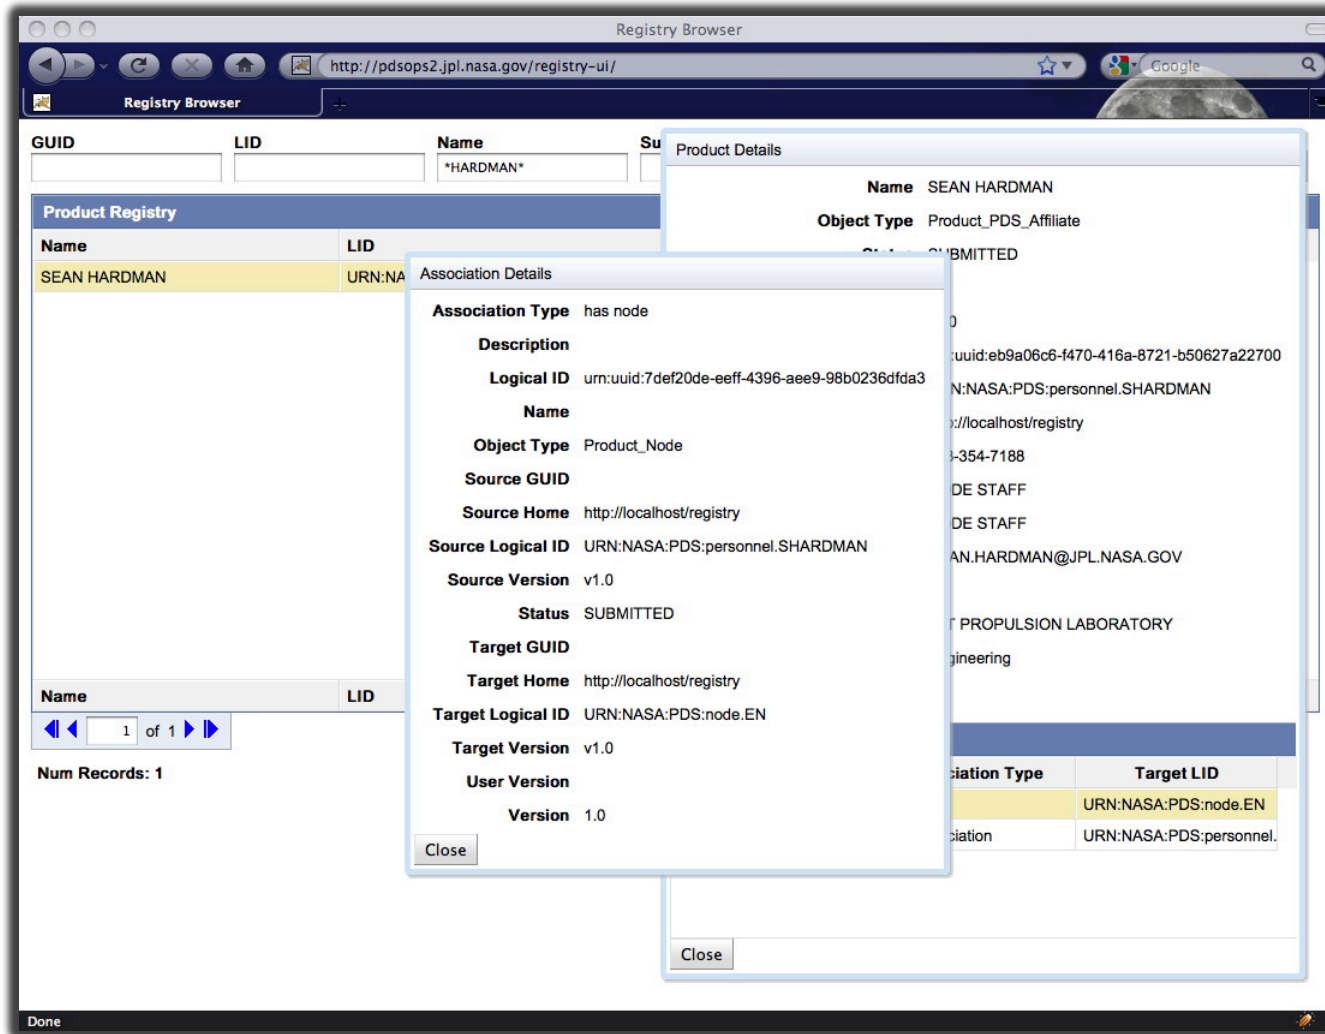 Registry Browser
http://pdsops2.jpl.nasa.gov/registry-ui/
Google
Registry Browser
GUID LID Name Su
*HARDMAN*
Product Registry
Name LID
SEAN HARDMAN URN:NA
Name LID
1 of 1
Num Records: 1
Product Details
Name SEAN HARDMAN
Object Type Product_PDS_Affiliate
Status SUBMITTED
0
:uuid:eb9a06c6-f470-416a-8721-b50627a22700
N:NASA:PDS:personnel.SHARDMAN
://localhost/registry
-354-7188
DE STAFF
DE STAFF
AN.HARDMAN@JPL.NASA.GOV
T PROPULSION LABORATORY
gineering
ciation Type Target LID
URN:NASA:PDS:node.EN
ciation URN:NASA:PDS:personnel.
Close
Association Details
Association Type has node
Description
Logical ID urn:uuid:7def20de-eeff-4396-aee9-98b0236dfda3
Name
Object Type Product_Node
Source GUID
Source Home http://localhost/registry
Source Logical ID URN:NASA:PDS:personnel.SHARDMAN
Source Version v1.0
Status SUBMITTED
Target GUID
Target Home http://localhost/registry
Target Logical ID URN:NASA:PDS:node.EN
Target Version v1.0
User Version
Version 1.0
Close
Done